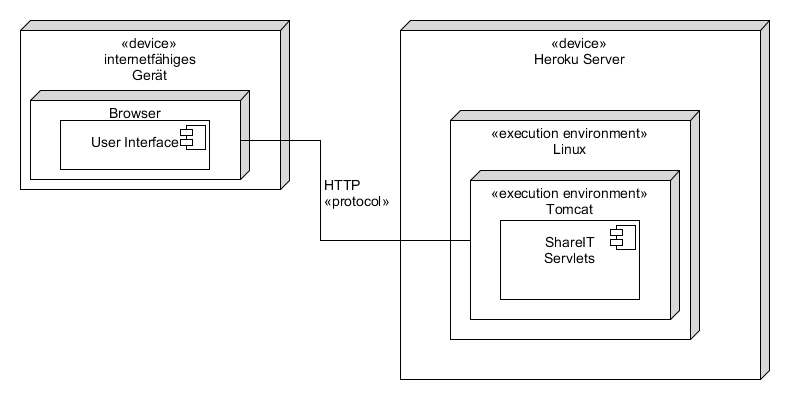 «device»
internetfähiges
Gerät
Browser
User Interface
HTTP
«protocol»
«device»
Heroku Server
«execution environment»
Linux
«execution environment»
Tomcat
ShareIT
Servlets